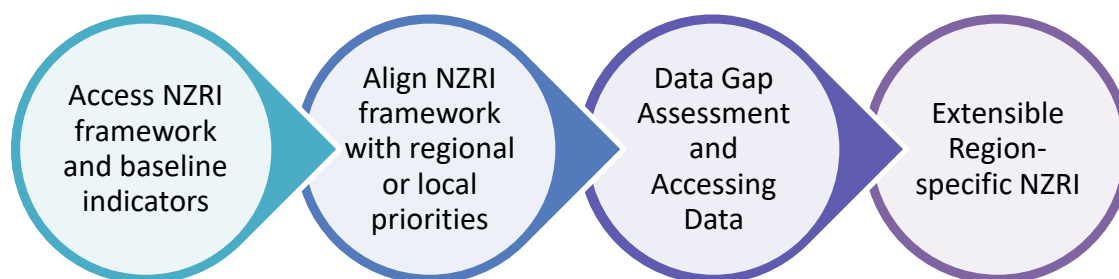 Access NZRI
framework
and baseline
indicators
Align NZRI
framework
with regional
or local
priorities
Data Gap
Assessment
and
Accessing
Data
Extensible
Region-
specific NZRI